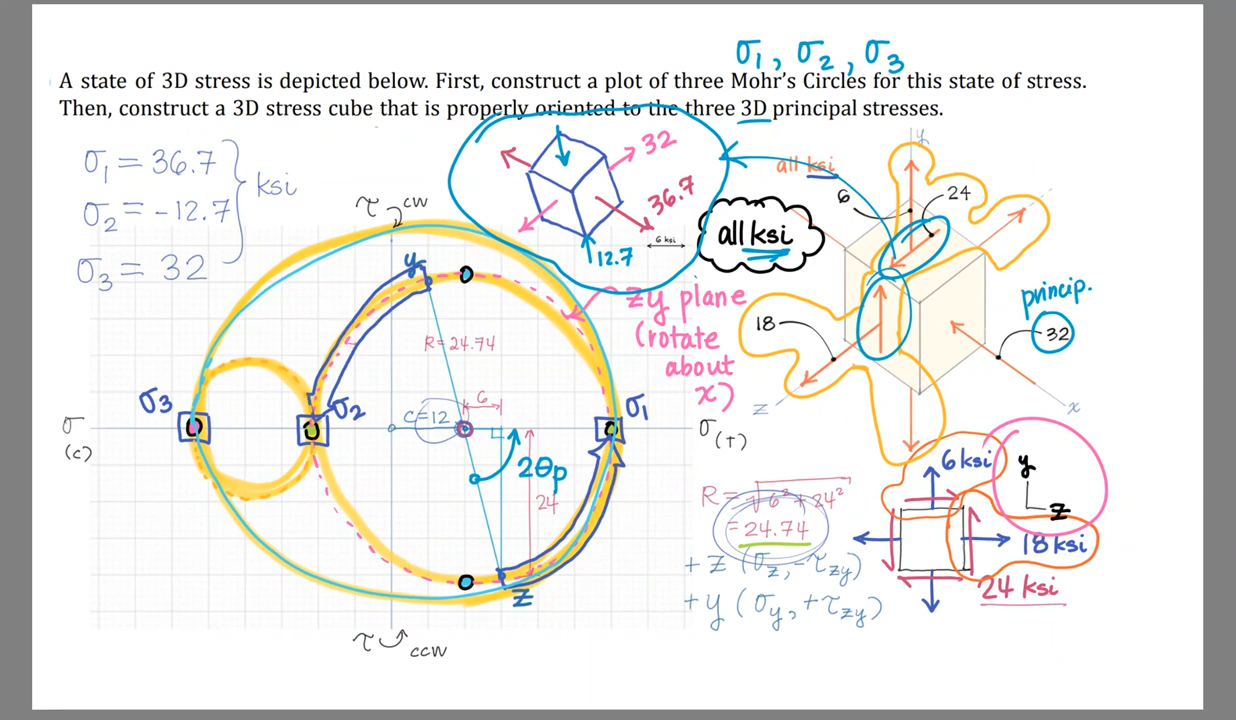 σ1, σ2, σ3
A state of 3D stress is depicted below. First, construct a plot of three Mohr's Circles for this state of stress.
Then, construct a 3D stress cube that is properly oriented to the three 3D principal stresses.
σ1 = 36.7
σ2 = -12.7
σ3 = 32
ksi
32
36.7
12.7
6 ksi
all ksi
all ksi
y
6
24
18
princip.
32
z
x
τ CW
y
zy plane
(rotate
about
x)
R=24.74
σ3
σ2
σ1
C=12
6
σ
(c)
σ
(T)
2θp
24
z
τ CCW
R = √6² + 24²
= 24.74
+ z (σz, -τzy)
+ y (σy, +τzy)
6 ksi
y
z
18 ksi
24 ksi